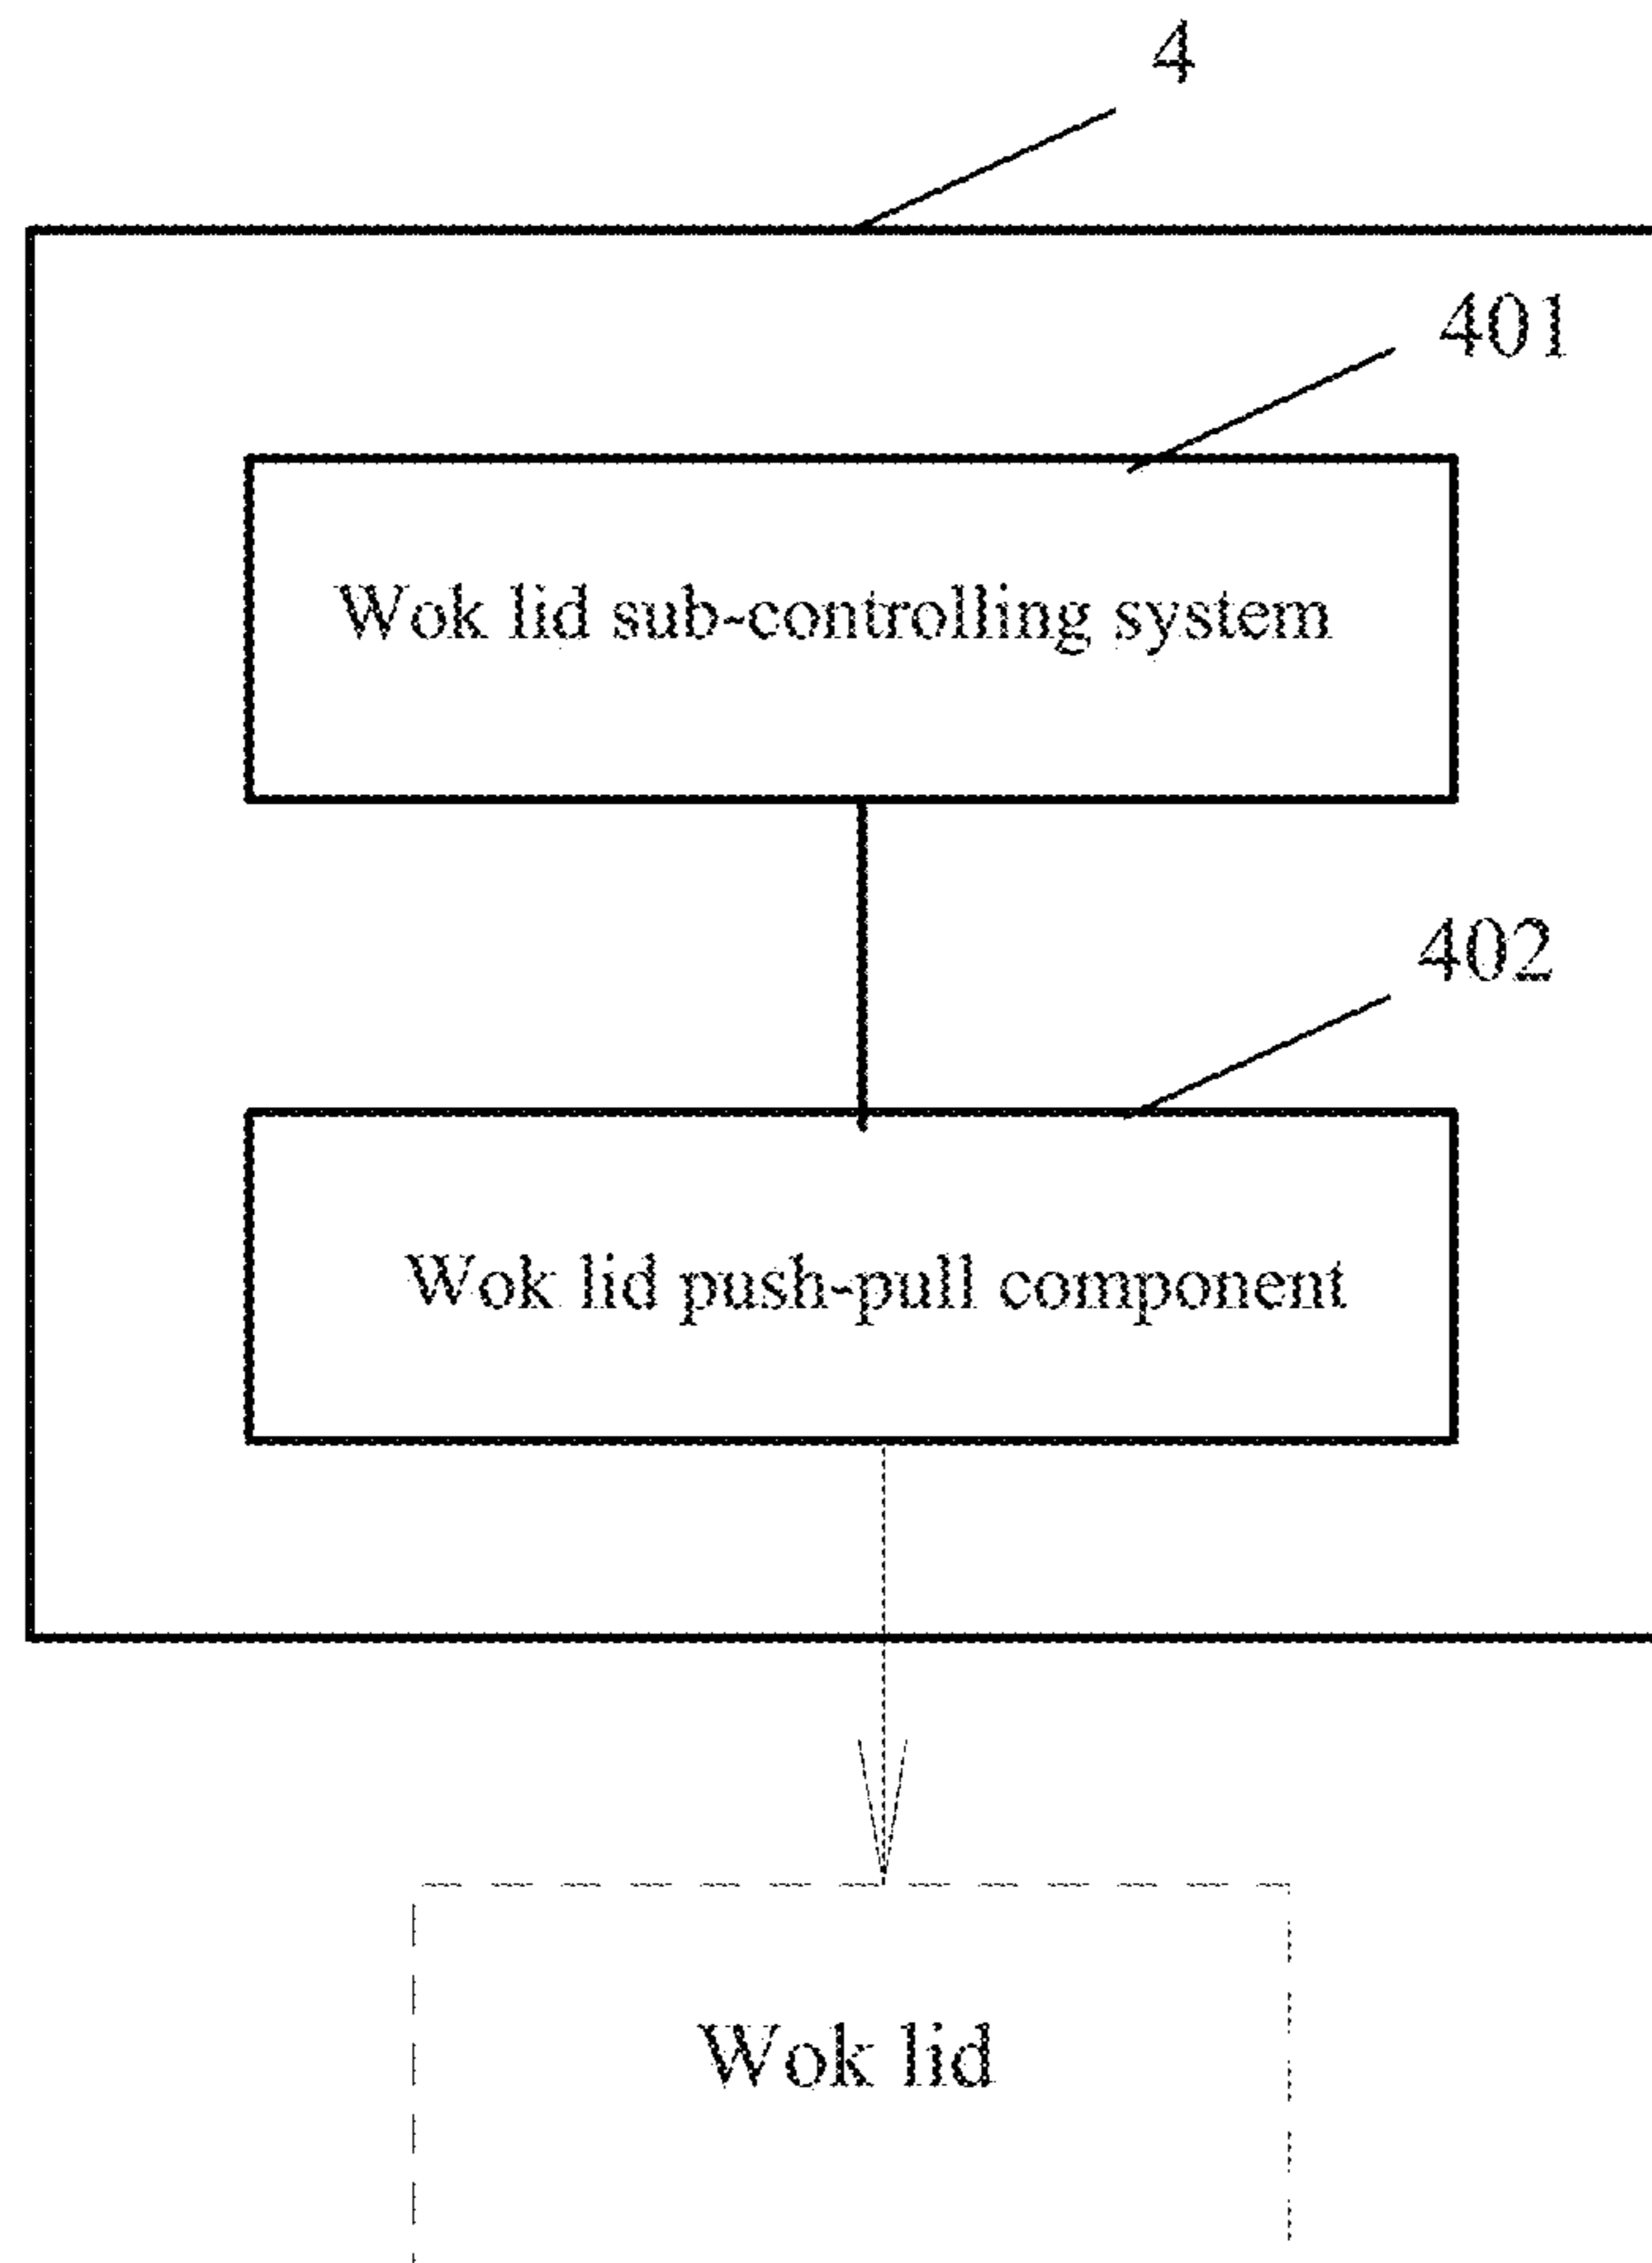 4
401
Wok lid sub-controlling system
402
Wok lid push-pull component
Wok lid